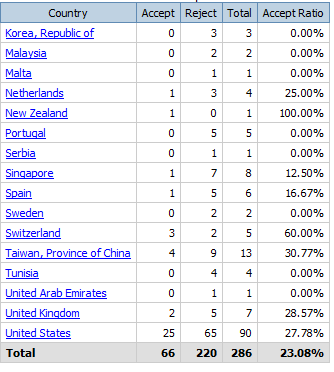 Country Accept Reject Total Accept Ratio
Korea, Republic of 0 3 3 0.00%
Malaysia 0 2 2 0.00%
Malta 0 1 1 0.00%
Netherlands 1 3 4 25.00%
New Zealand 1 0 1 100.00%
Portugal 0 5 5 0.00%
Serbia 0 1 1 0.00%
Singapore 1 7 8 12.50%
Spain 1 5 6 16.67%
Sweden 0 2 2 0.00%
Switzerland 3 2 5 60.00%
Taiwan, Province of China 4 9 13 30.77%
Tunisia 0 4 4 0.00%
United Arab Emirates 0 1 1 0.00%
United Kingdom 2 5 7 28.57%
United States 25 65 90 27.78%
Total 66 220 286 23.08%